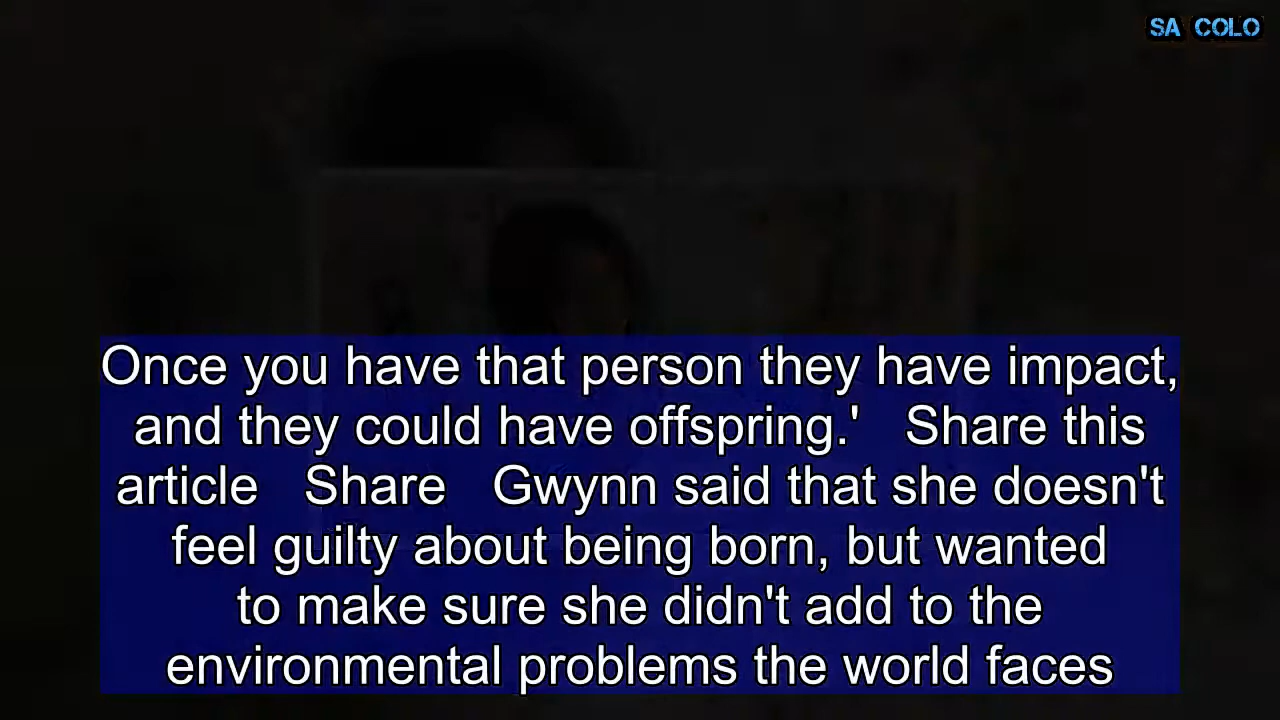 SA COLO
Once you have that person they have impact,
and they could have offspring.'   Share this
article   Share   Gwynn said that she doesn't
feel guilty about being born, but wanted
to make sure she didn't add to the
environmental problems the world faces